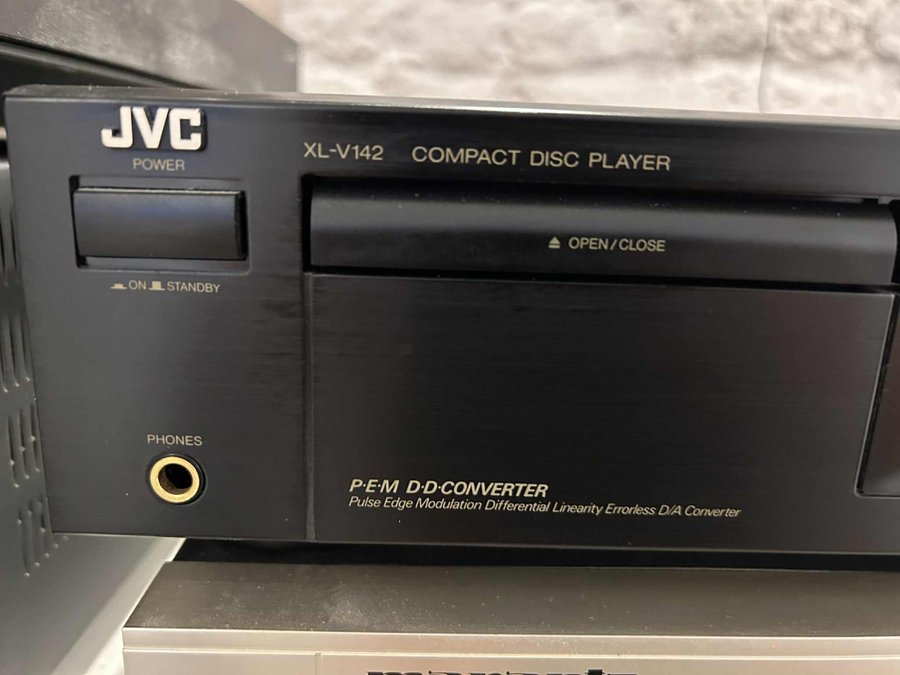 JVC
POWER
XL-V142 COMPACT DISC PLAYER
⏏ OPEN/CLOSE
ON STANDBY
PHONES
P·E·M D·D·CONVERTER
Pulse Edge Modulation Differential Linearity Errorless D/A Converter
marantz